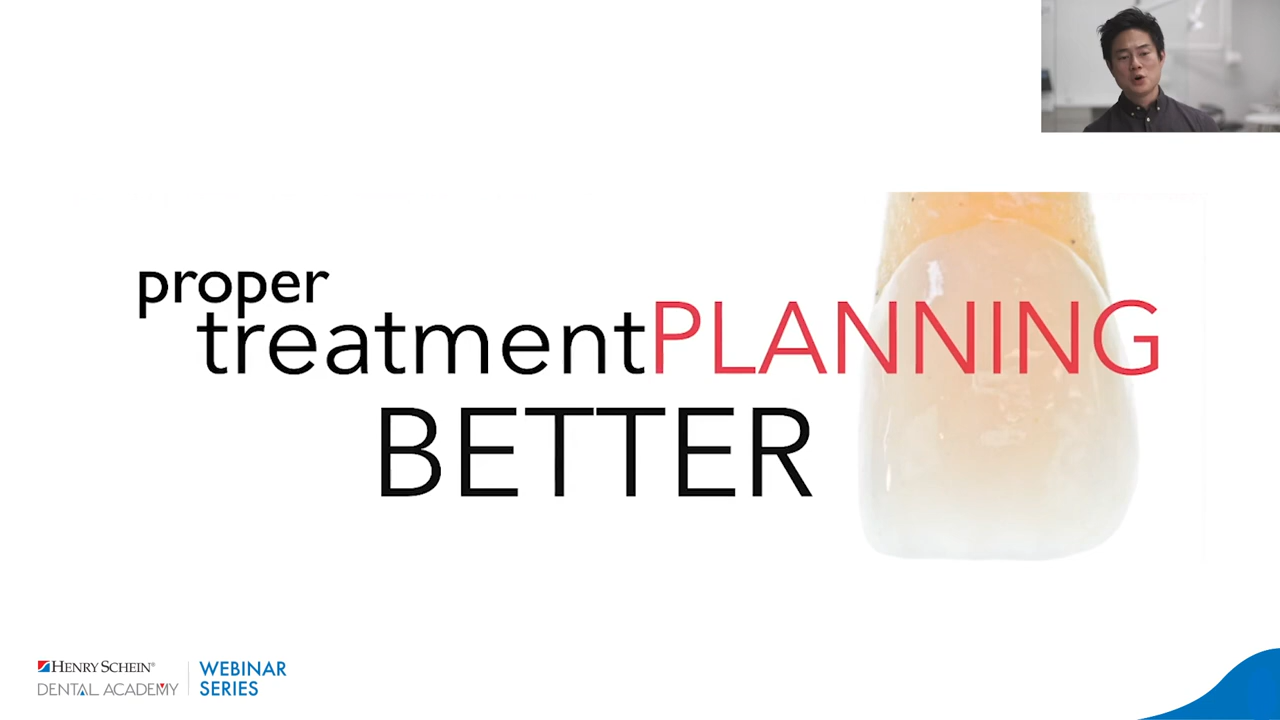 proper
treatmentPLANNING
BETTER
HENRY SCHEIN®
DENTAL ACADEMY
WEBINAR
SERIES